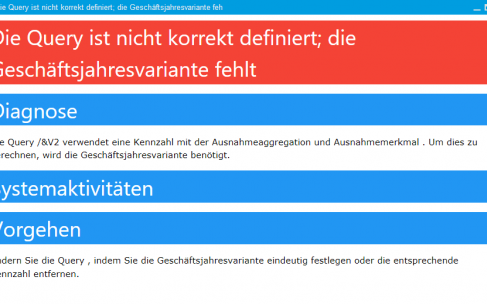 ie Query ist nicht korrekt definiert; die Geschäftsjahresvariante feh
Die Query ist nicht korrekt definiert; die
Geschäftsjahresvariante fehlt
Diagnose
e Query /&V2 verwendet eine Kennzahl mit der Ausnahmeaggregation und Ausnahmemerkmal . Um dies zu
erechnen, wird die Geschäftsjahresvariante benötigt.
Systemaktivitäten
Vorgehen
ndern Sie die Query , indem Sie die Geschäftsjahresvariante eindeutig festlegen oder die entsprechende
ennzahl entfernen.